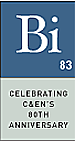 Bi
83
CELEBRATING
C&EN'S
80TH
ANNIVERSARY